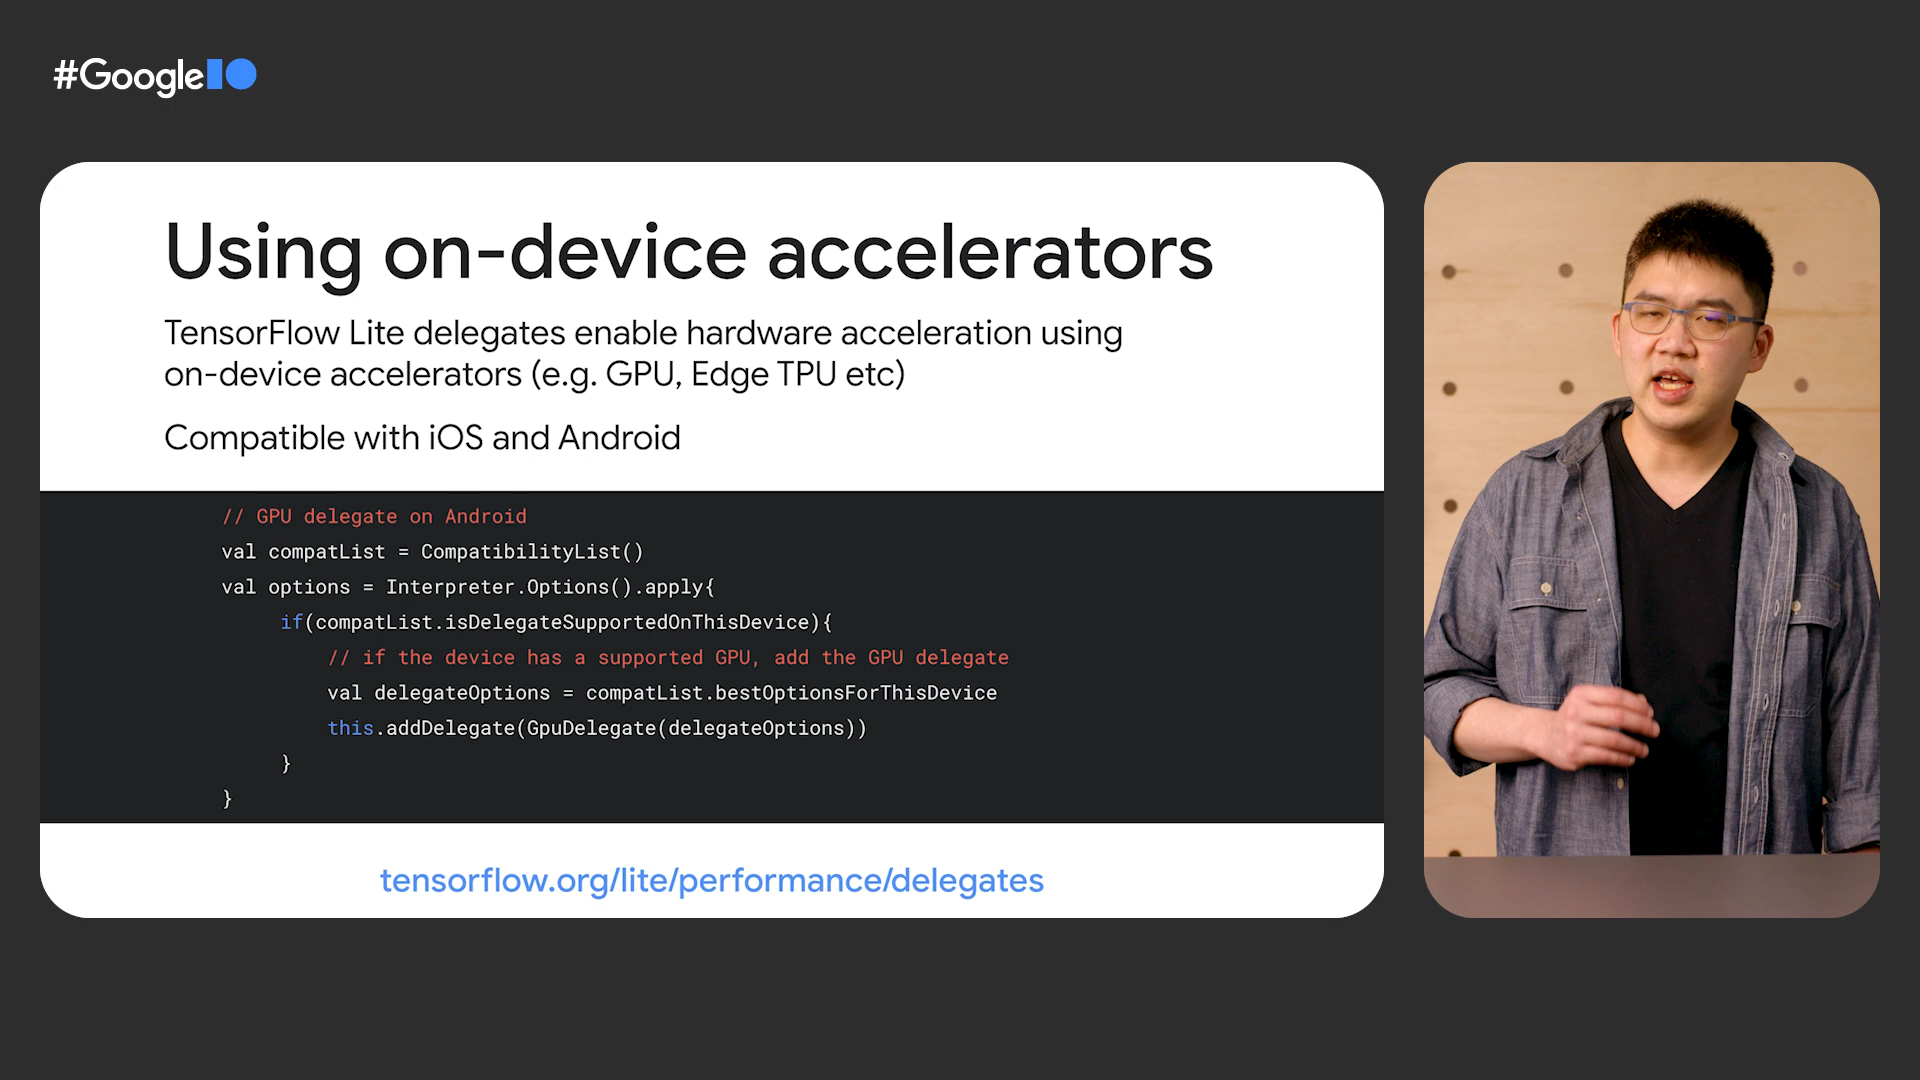 #GoogleIO
Using on-device accelerators
TensorFlow Lite delegates enable hardware acceleration using
on-device accelerators (e.g. GPU, Edge TPU etc)
Compatible with iOS and Android
// GPU delegate on Android
val compatList = CompatibilityList()
val options = Interpreter.Options().apply{
if(compatList.isDelegateSupportedOnThisDevice){
// if the device has a supported GPU, add the GPU delegate
val delegateOptions = compatList.bestOptionsForThisDevice
this.addDelegate(GpuDelegate(delegateOptions))
}
}
tensorflow.org/lite/performance/delegates